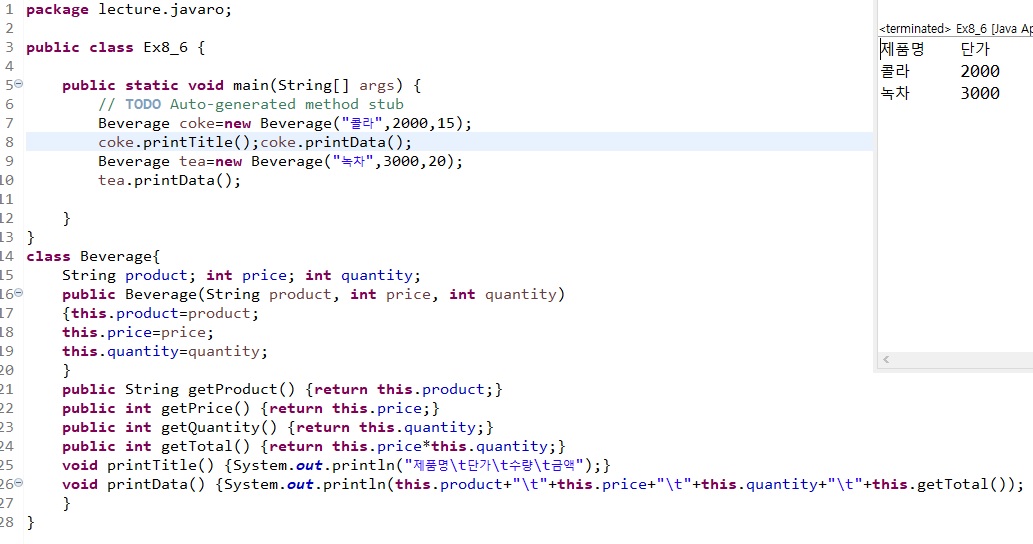 1 package lecture.javaro;
2
3 public class Ex8_6 {
4
5 public static void main(String[] args) {
6 // TODO Auto-generated method stub
7 Beverage coke=new Beverage("콜라",2000,15);
8 coke.printTitle();coke.printData();
9 Beverage tea=new Beverage("녹차",3000,20);
10 tea.printData();
11
12 }
13 }
14 class Beverage{
15 String product; int price; int quantity;
16 public Beverage(String product, int price, int quantity)
17 {this.product=product;
18 this.price=price;
19 this.quantity=quantity;
20 }
21 public String getProduct() {return this.product;}
22 public int getPrice() {return this.price;}
23 public int getQuantity() {return this.quantity;}
24 public int getTotal() {return this.price*this.quantity;}
25 void printTitle() {System.out.println("제품명\t단가\t수량\t금액");}
26 void printData() {System.out.println(this.product+"\t"+this.price+"\t"+this.quantity+"\t"+this.getTotal());
27 }
28 }
<terminated> Ex8_6 [Java Ap
제품명 단가
콜라 2000
녹차 3000